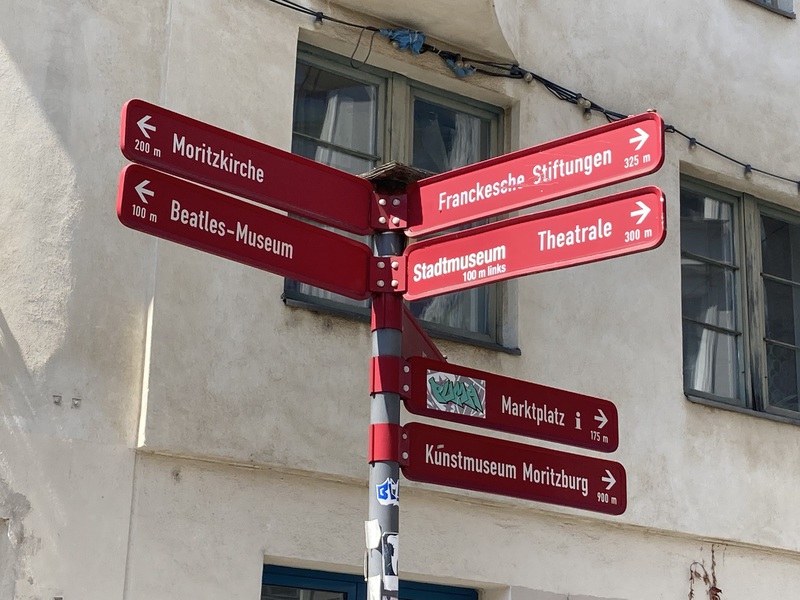 ← Moritzkirche
200 m
← Beatles-Museum
100 m
Franckesche Stiftungen →
325 m
Stadtmuseum Theatrale →
100 m links 300 m
Marktplatz i →
175 m
Kunstmuseum Moritzburg →
900 m